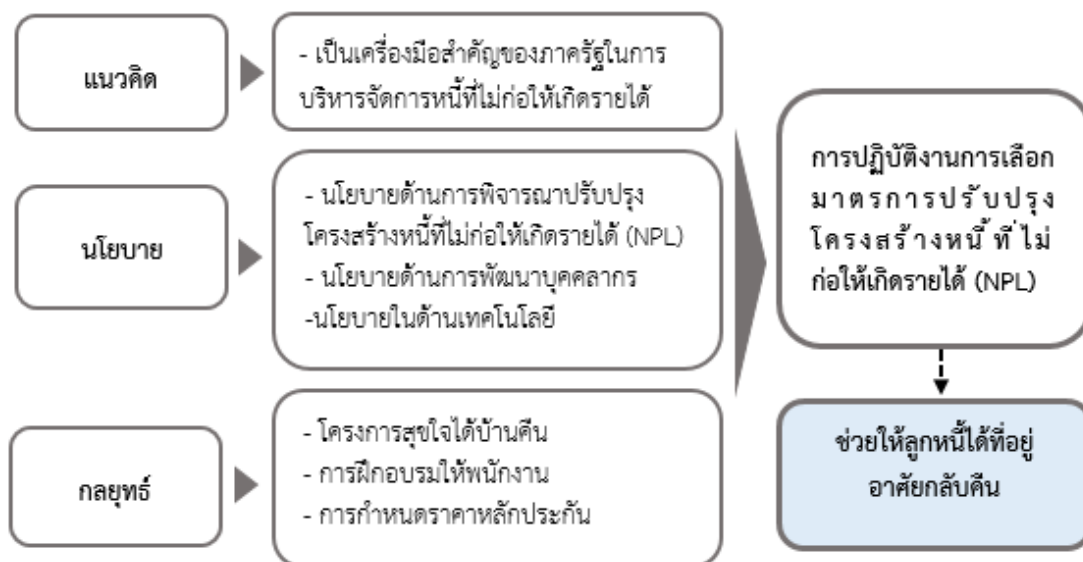 แนวคิด
- เป็นเครื่องมือสำคัญของภาครัฐในการ
บริหารจัดการหนี้ที่ไม่ก่อให้เกิดรายได้
นโยบาย
- นโยบายด้านการพิจารณาปรับปรุง
โครงสร้างหนี้ที่ไม่ก่อให้เกิดรายได้ (NPL)
- นโยบายด้านการพัฒนาบุคคลากร
-นโยบายในด้านเทคโนโลยี
กลยุทธ์
- โครงการสุขใจได้บ้านคืน
- การฝึกอบรมให้พนักงาน
- การกำหนดราคาหลักประกัน
การปฏิบัติงานการเลือก
มาตรการปรับปรุง
โครงสร้างหนี้ที่ไม่
ก่อให้เกิดรายได้ (NPL)
ช่วยให้ลูกหนี้ได้ที่อยู่
อาศัยกลับคืน